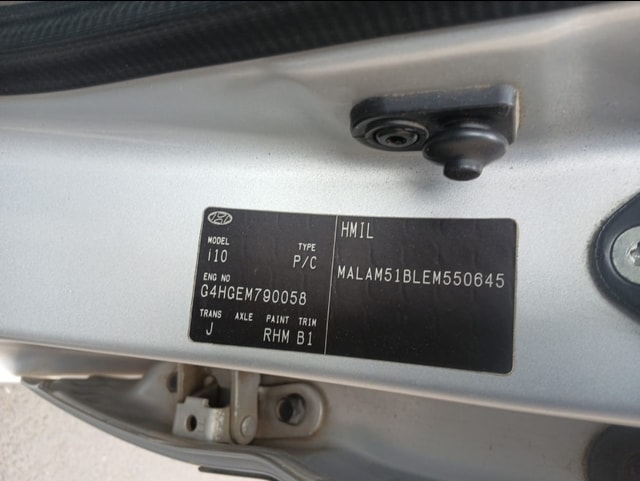 MODEL TYPE
i10 P/C
ENG NO
G4HGEM790058
TRANS AXLE PAINT TRIM
J RHM B1
HMIL
MALAM51BLEM550645